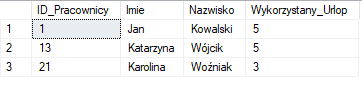 ID_Pracownicy Imie Nazwisko Wykorzystany_Urlop
1 1 Jan Kowalski 5
2 13 Katarzyna Wójcik 5
3 21 Karolina Woźniak 3